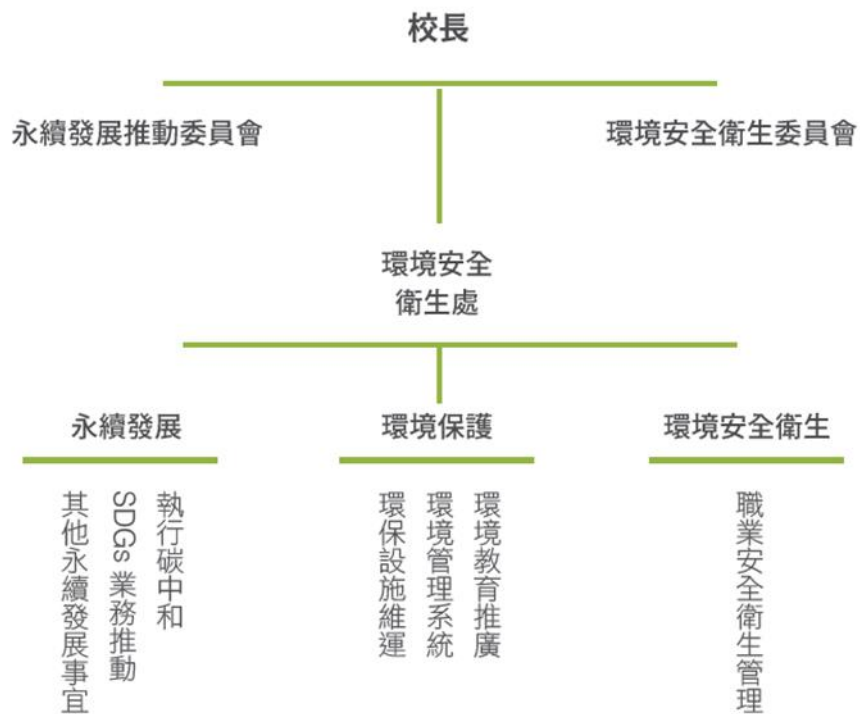 校長
永續發展推動委員會
環境安全衛生委員會
環境安全
衛生處
永續發展
環境保護
環境安全衛生
執行碳中和
SDGs 業務推動
其他永續發展事宜
環境教育推廣
環境管理系統
環保設施維運
職業安全衛生管理